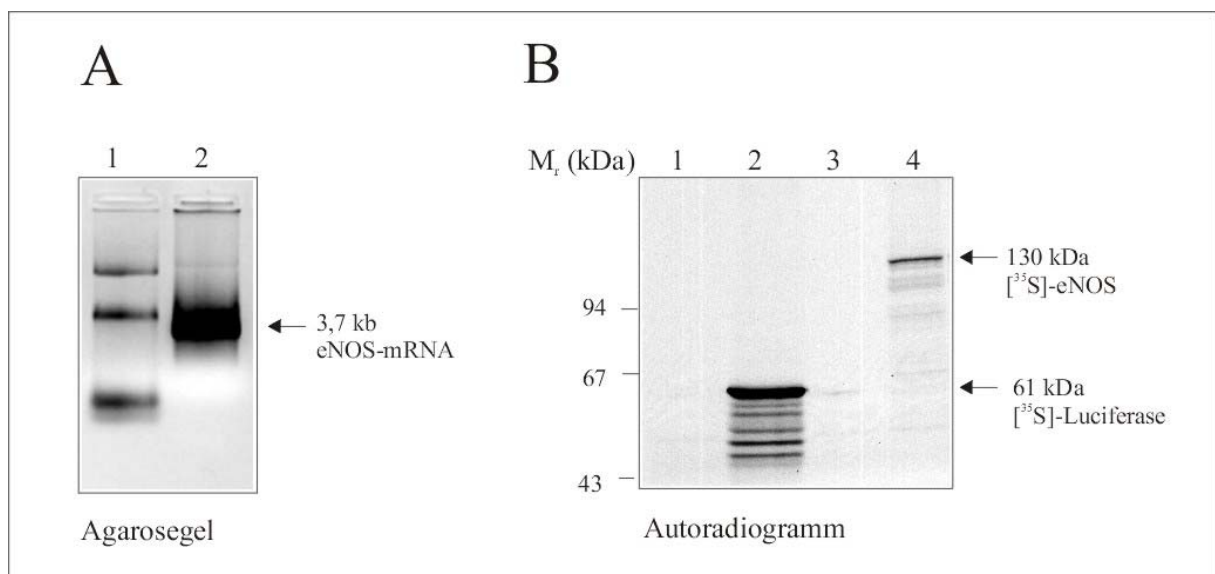 A
1 2
3,7 kb
eNOS-mRNA
Agarosegel
B
Mr (kDa) 1 2 3 4
94
67
43
130 kDa
[35S]-eNOS
61 kDa
[35S]-Luciferase
Autoradiogramm